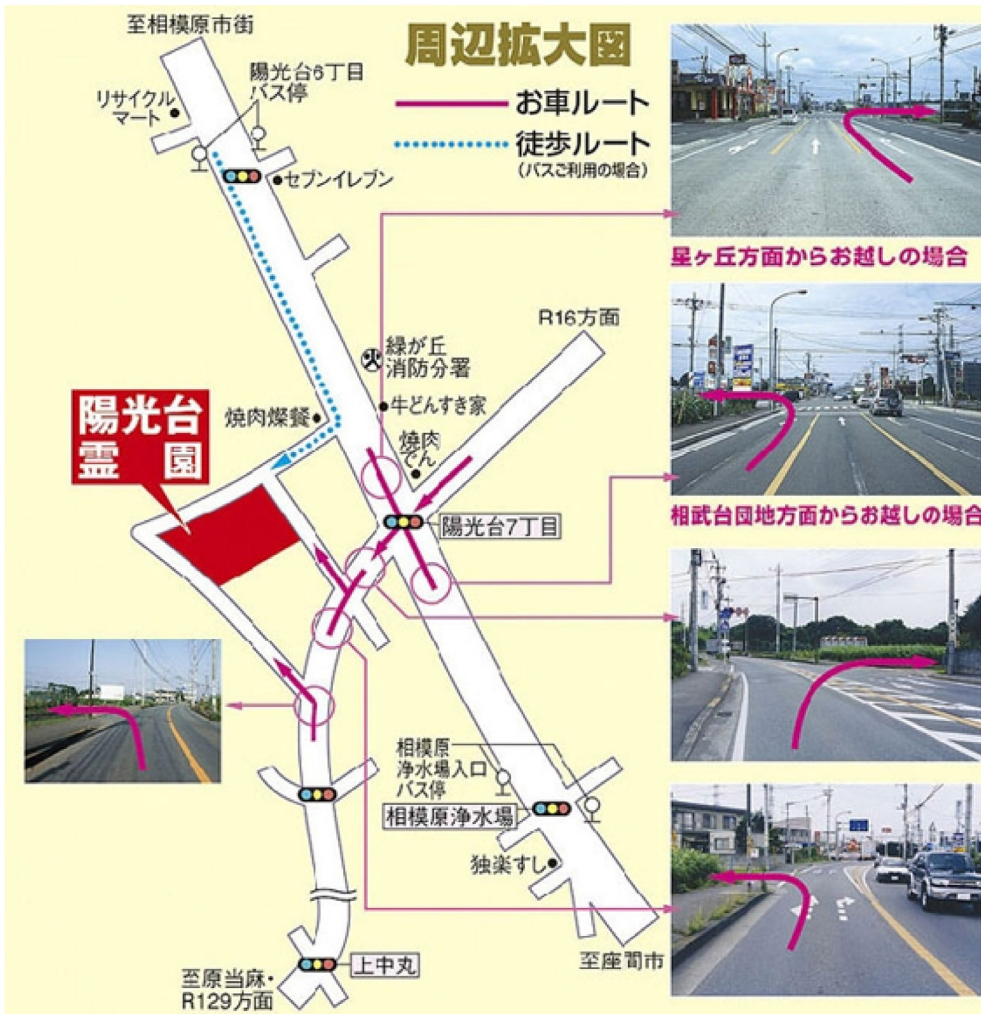 至相模原市街
周辺拡大図
陽光台6丁目
バス停
リサイクル
マート
お車ルート
徒歩ルート
(バスご利用の場合)
セブンイレブン
星ヶ丘方面からお越しの場合
R16方面
緑が丘
消防分署
牛どんすき家
陽光台
霊園
焼肉燦餐
焼肉
でん
陽光台7丁目
相武台団地方面からお越しの場合
相模原
浄水場入口
バス停
相模原浄水場
独楽すし
上中丸
至座間市
至原当麻・
R129方面